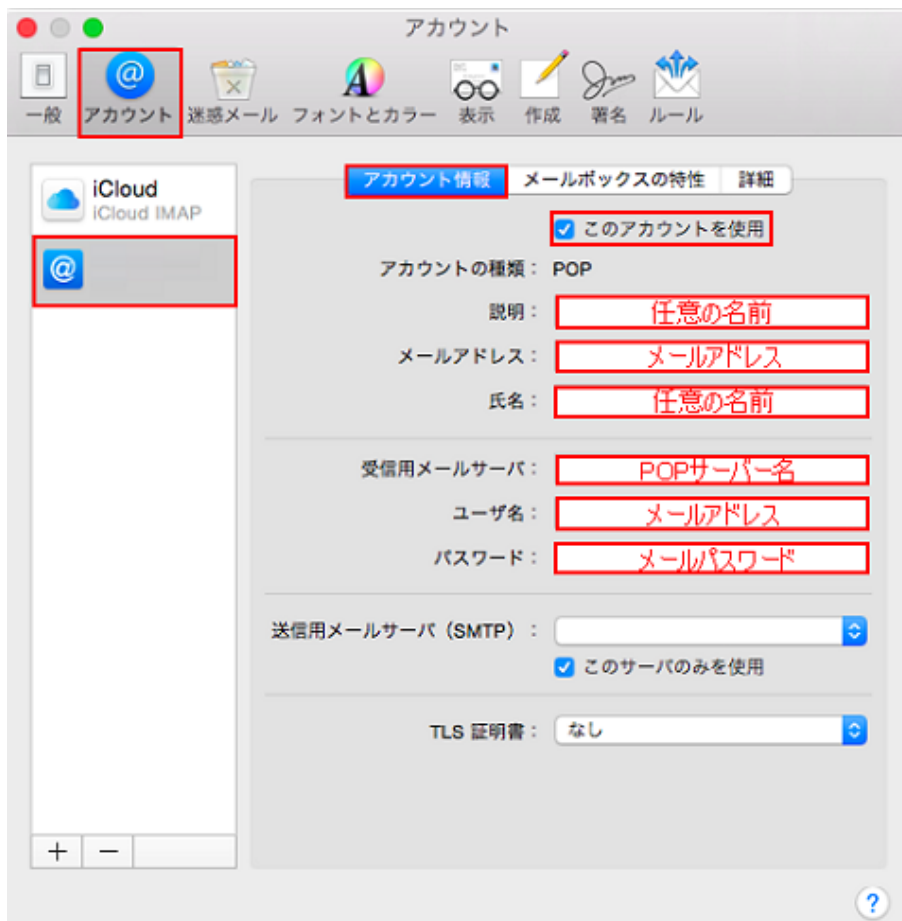 アカウント
一般 アカウント 迷惑メール フォントとカラー 表示 作成 署名 ルール
iCloud
iCloud IMAP
アカウント情報 メールボックスの特性 詳細
このアカウントを使用
アカウントの種類： POP
説明： 任意の名前
メールアドレス： メールアドレス
氏名： 任意の名前
受信用メールサーバ： POPサーバー名
ユーザ名： メールアドレス
パスワード： メールパスワード
送信用メールサーバ（SMTP）：
このサーバのみを使用
TLS 証明書： なし